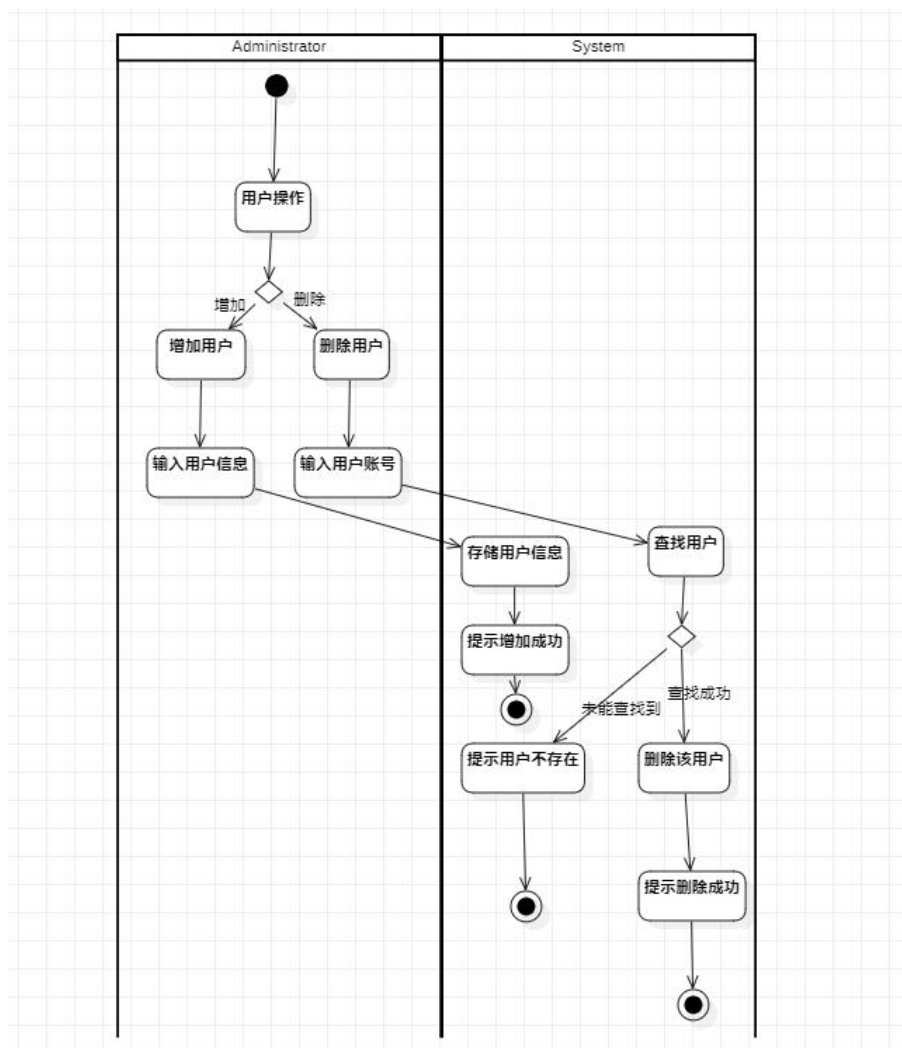 Administrator
System
用户操作
增加
删除
增加用户
删除用户
输入用户信息
输入用户账号
存储用户信息
查找用户
提示增加成功
未能查找到
查找成功
提示用户不存在
删除该用户
提示删除成功